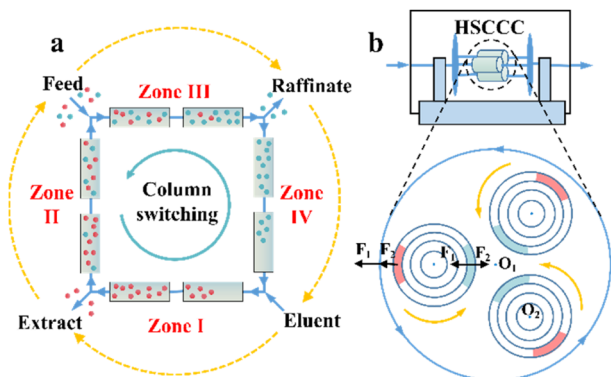 a
Feed
Zone III
Raffinate
Zone
II
Column
switching
Zone
IV
Extract
Zone I
Eluent
b
HSCCC
F1
F2
F1
F2
O1
O2